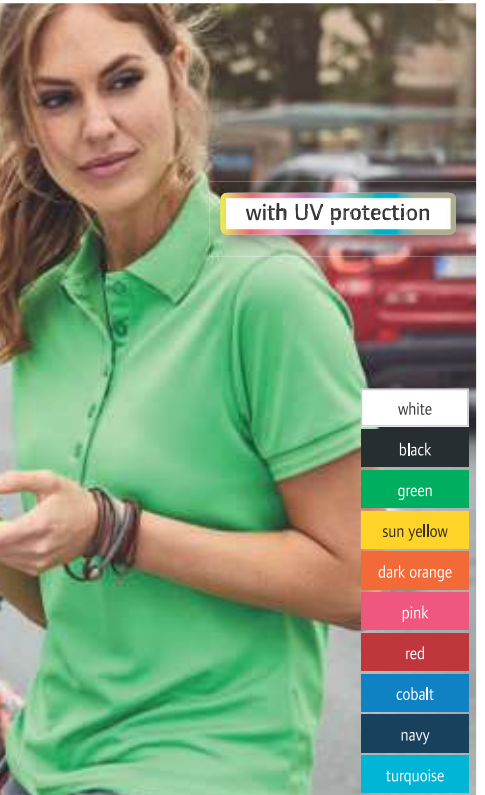 with UV protection
white
black
green
sun yellow
dark orange
pink
red
cobalt
navy
turquoise